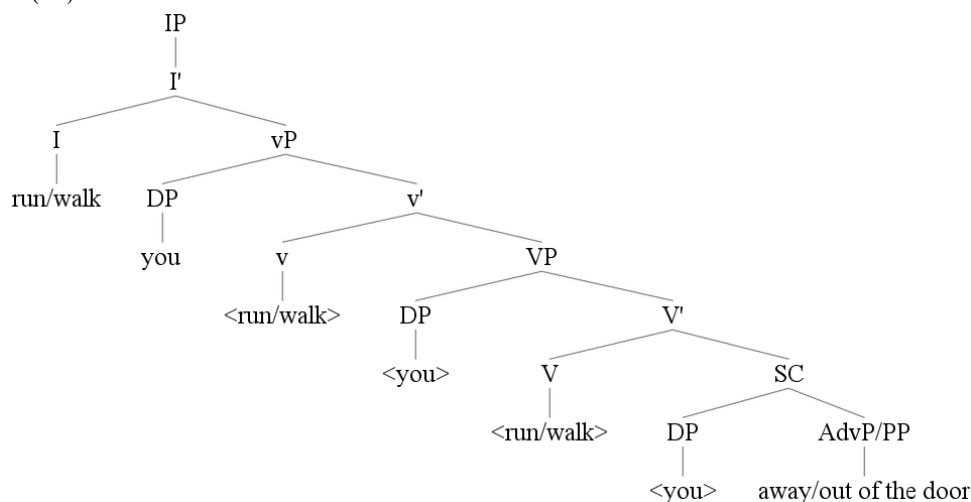 IP
I'
I vP
run/walk DP v'
you v VP
<run/walk> DP V'
<you> V SC
<run/walk> DP AdvP/PP
<you> away/out of the door